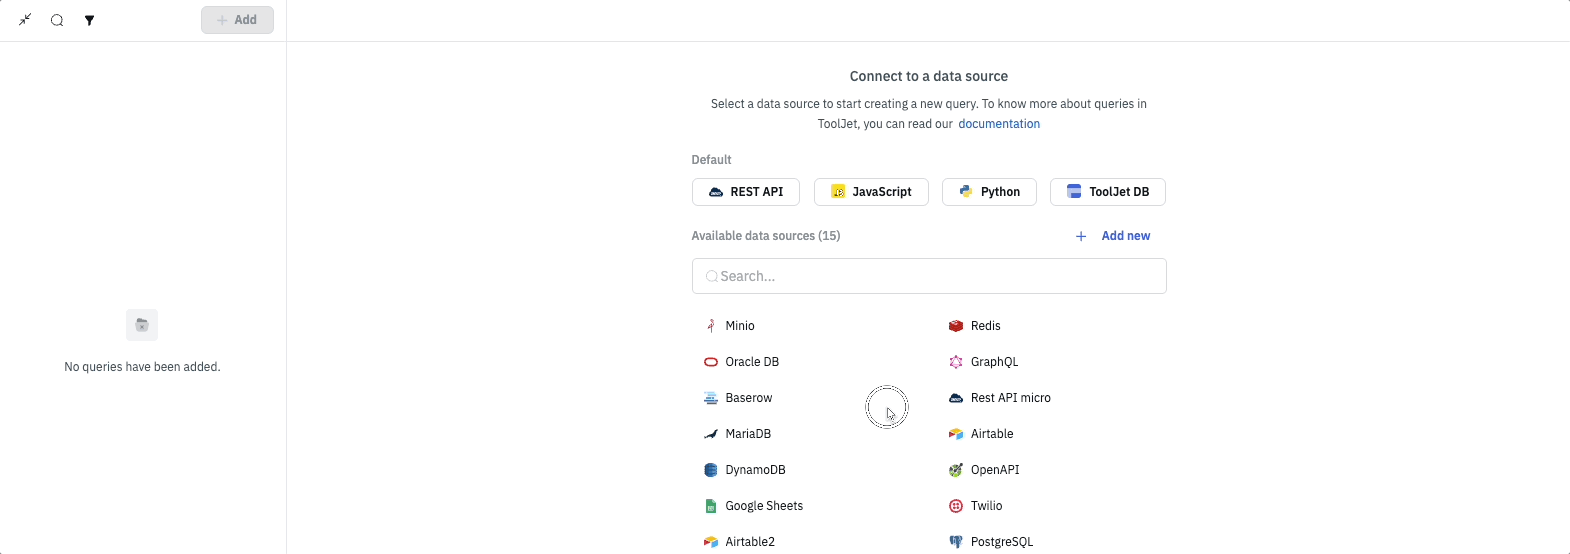 Add
Connect to a data source
Select a data source to start creating a new query. To know more about queries in
ToolJet, you can read our documentation
Default
REST API JavaScript Python ToolJet DB
Available data sources (15) + Add new
Search...
Minio Redis
Oracle DB GraphQL
Baserow Rest API micro
MariaDB Airtable
DynamoDB OpenAPI
Google Sheets Twilio
Airtable2 PostgreSQL
No queries have been added.